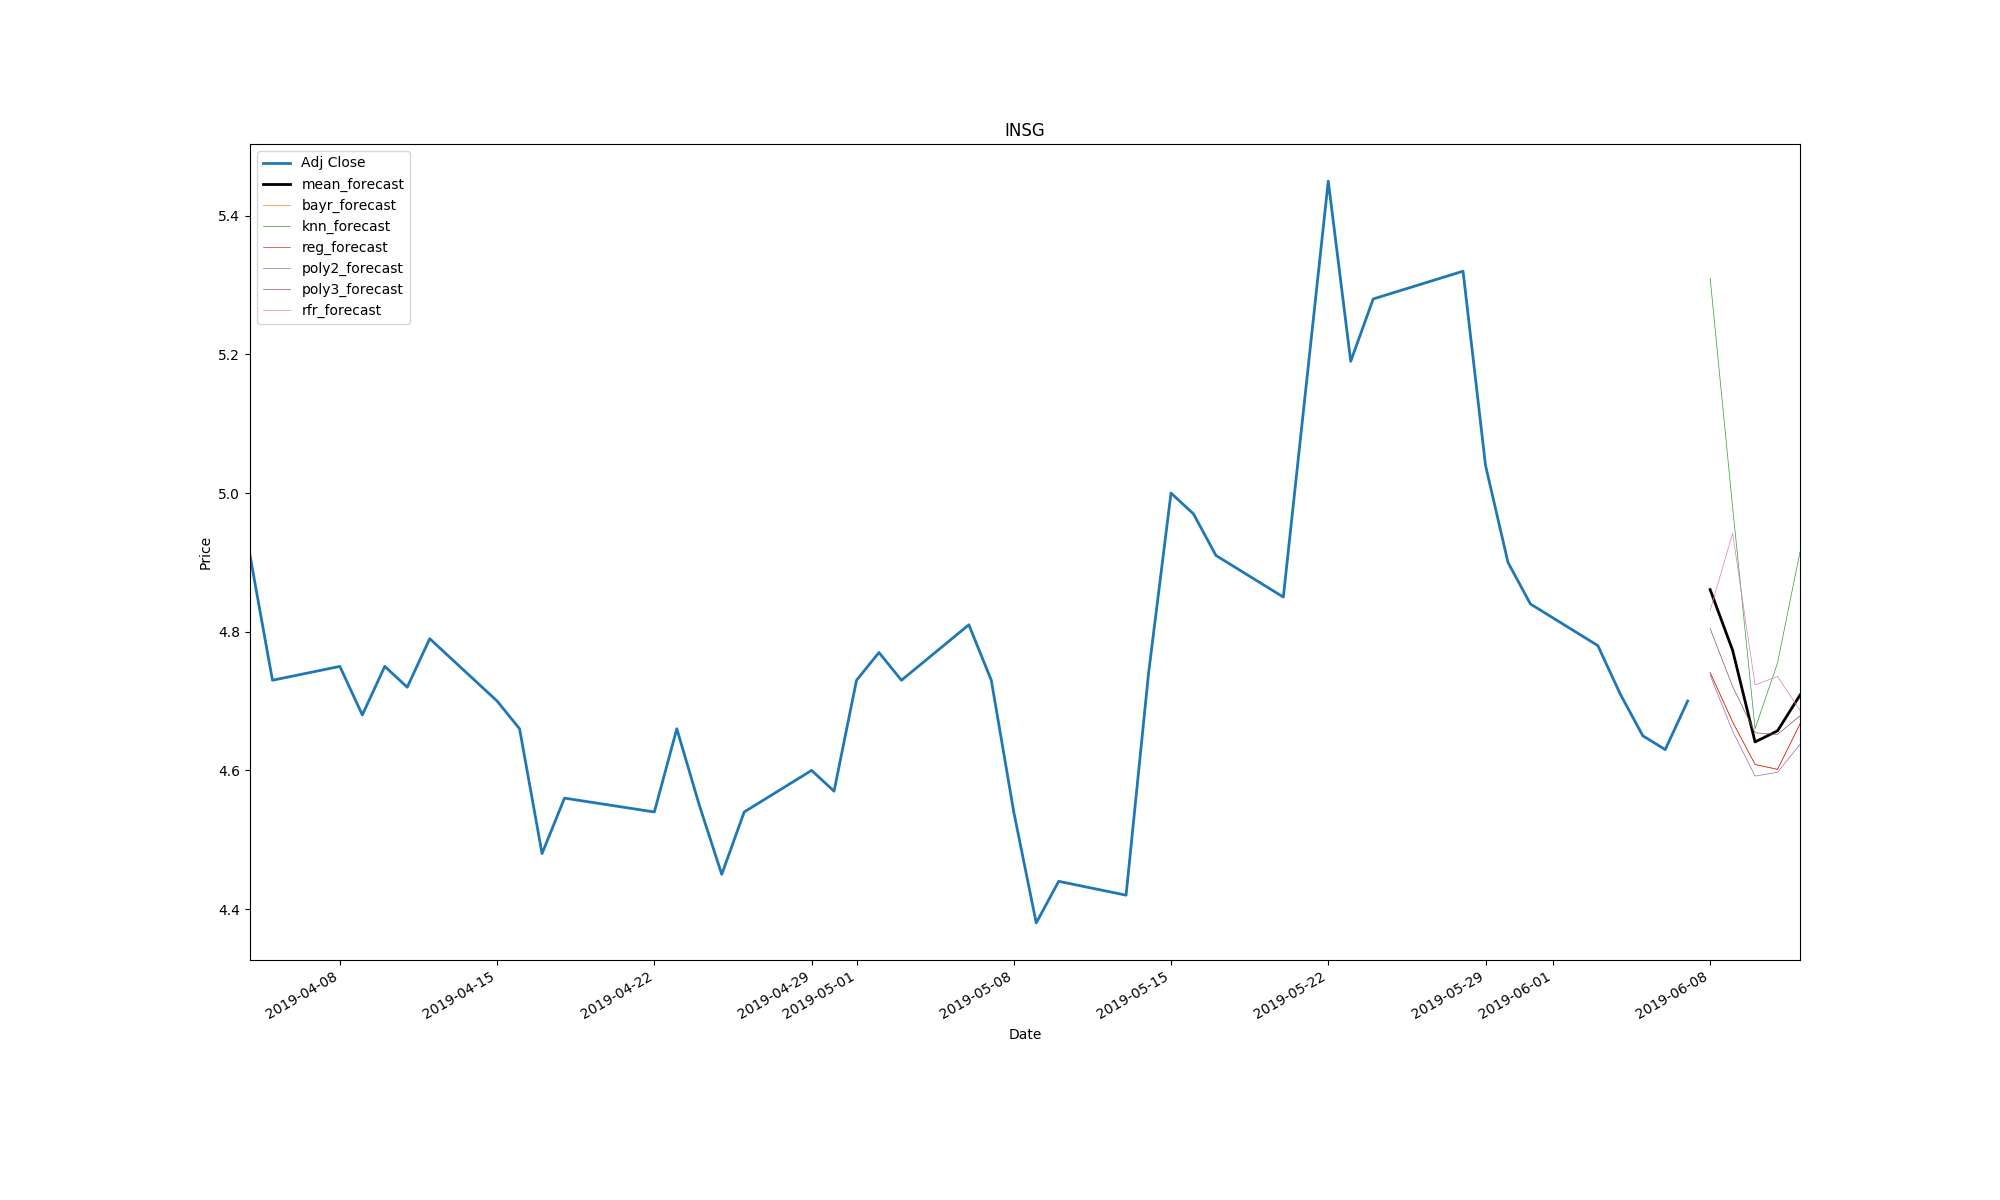 INSG
Adj Close
mean_forecast
bayr_forecast
knn_forecast
reg_forecast
poly2_forecast
poly3_forecast
rfr_forecast
5.4
5.2
5.0
4.8
4.6
4.4
Price
2019-04-08
2019-04-15
2019-04-22
2019-04-29
2019-05-01
2019-05-08
2019-05-15
2019-05-22
2019-05-29
2019-06-01
2019-06-08
Date